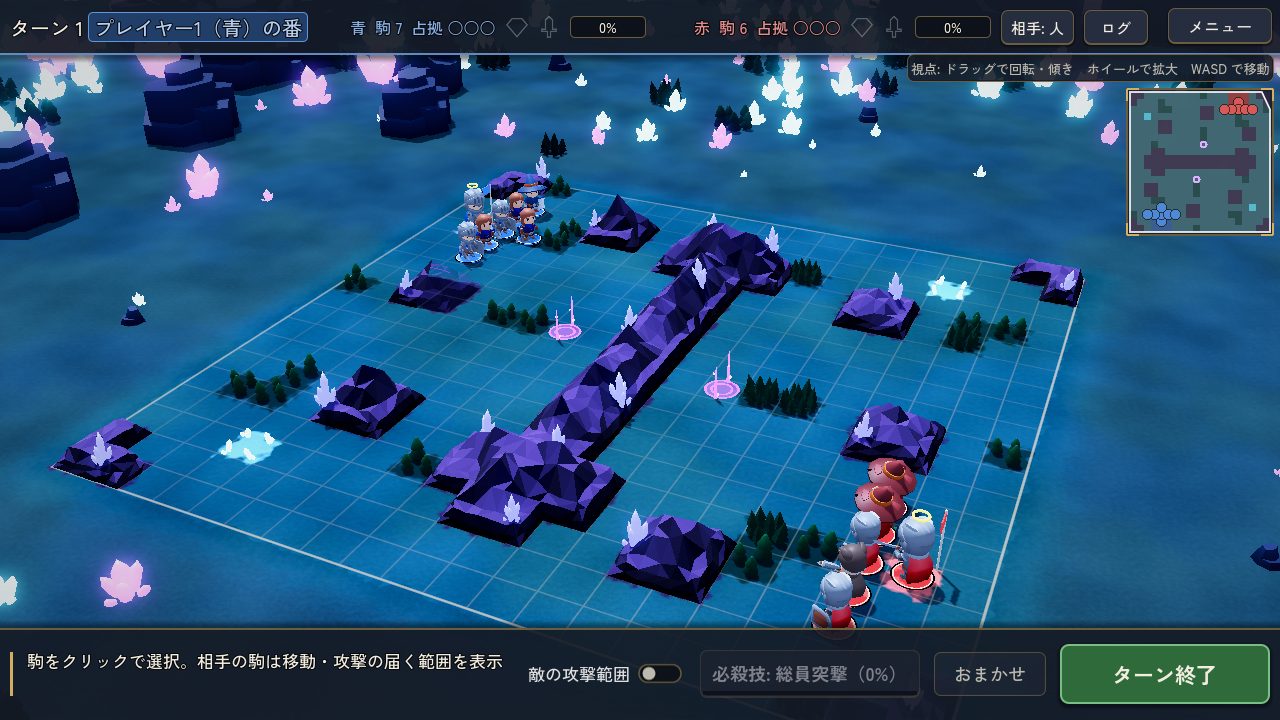 ターン 1 プレイヤー1（青）の番 青 駒 7 占拠 〇〇〇 0% 赤 駒 6 占拠 〇〇〇 0% 相手: 人 ログ メニュー
視点: ドラッグで回転・傾き ホイールで拡大 WASD で移動
駒をクリックで選択。相手の駒は移動・攻撃の届く範囲を表示
敵の攻撃範囲 必殺技: 総員突撃（0%） おまかせ ターン終了